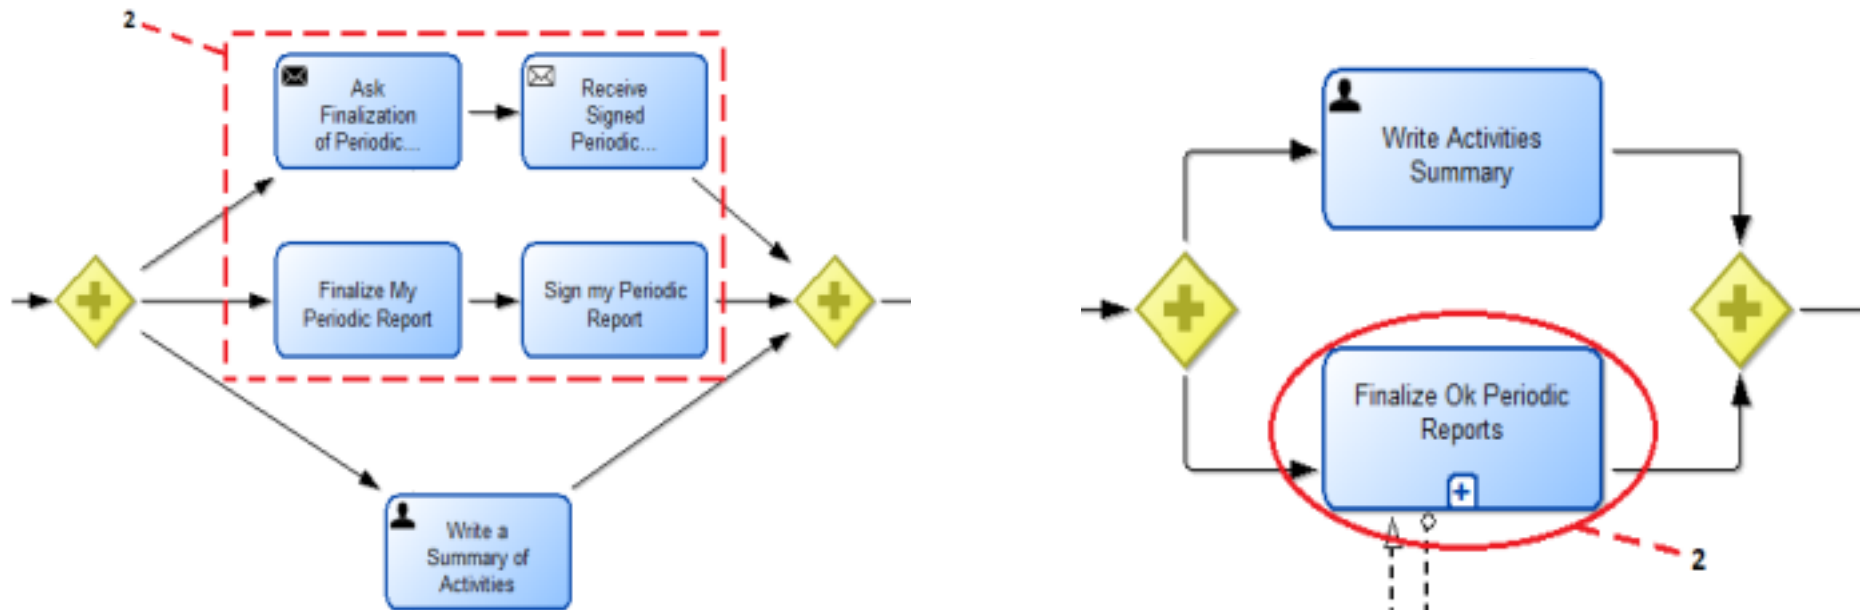 2
Ask
Finalization
of Periodic...
Receive
Signed
Periodic...
Finalize My
Periodic Report
Sign my Periodic
Report
Write a
Summary of
Activities
Write Activities
Summary
Finalize Ok Periodic
Reports
2